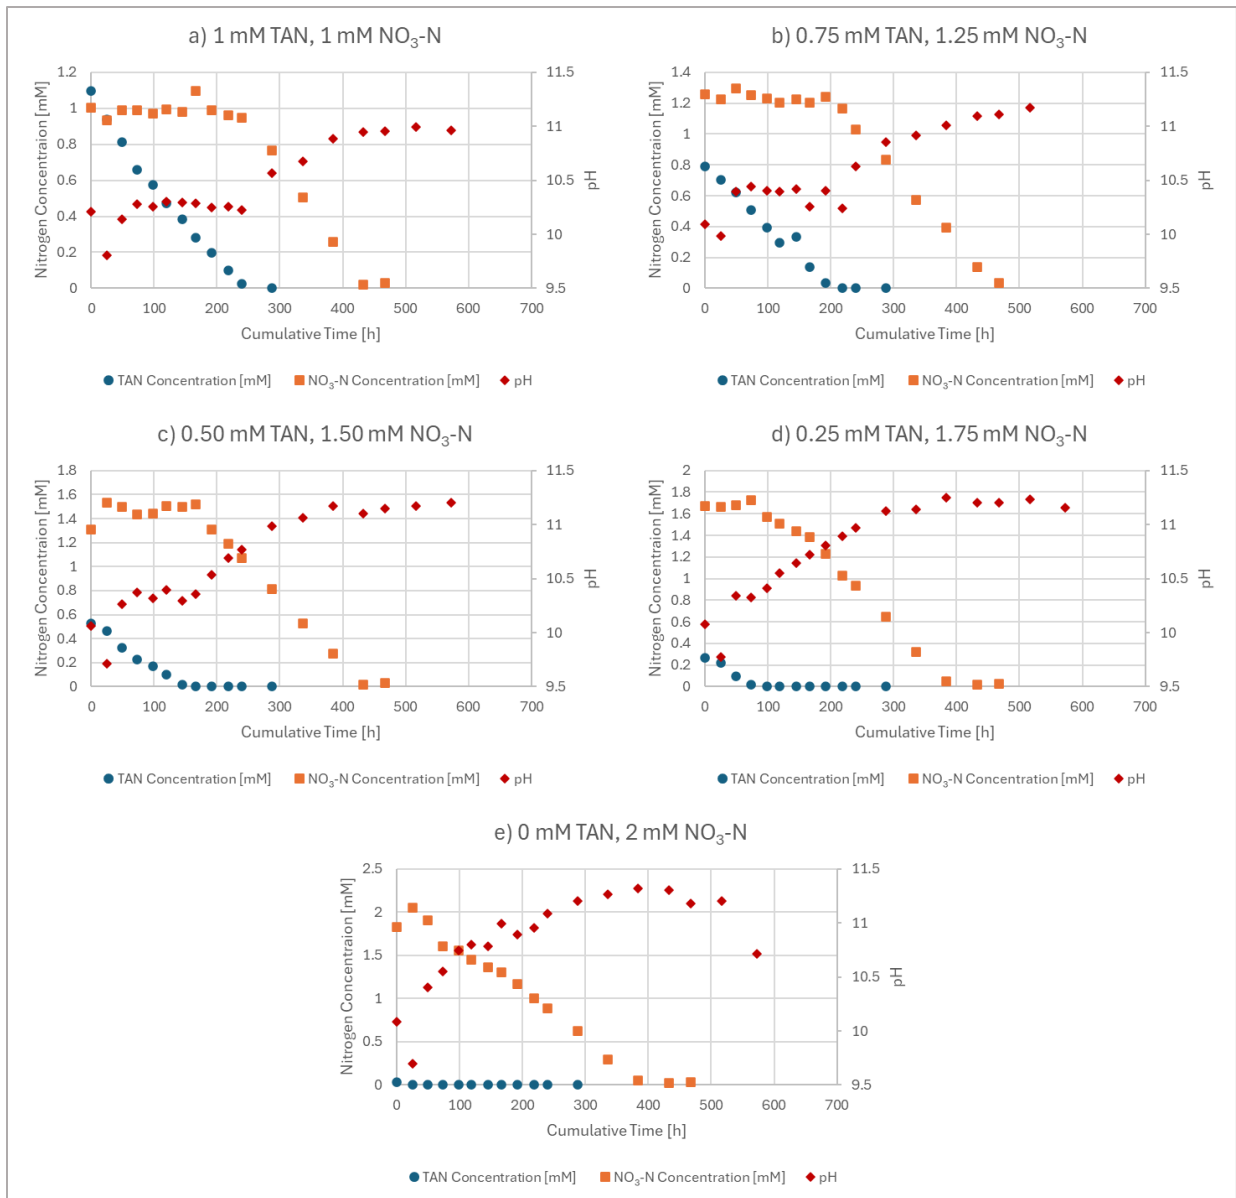 a) 1 mM TAN, 1 mM NO₃-N
Nitrogen Concentraion [mM]
1.2
1
0.8
0.6
0.4
0.2
0
11.5
11
10.5
10
9.5
pH
0 100 200 300 400 500 600 700
Cumulative Time [h]
TAN Concentration [mM] NO₃-N Concentration [mM] pH
b) 0.75 mM TAN, 1.25 mM NO₃-N
Nitrogen Concentraion [mM]
1.4
1.2
1
0.8
0.6
0.4
0.2
0
11.5
11
10.5
10
9.5
pH
0 100 200 300 400 500 600 700
Cumulative Time [h]
TAN Concentration [mM] NO₃-N Concentration [mM] pH
c) 0.50 mM TAN, 1.50 mM NO₃-N
Nitrogen Concentraion [mM]
1.8
1.6
1.4
1.2
1
0.8
0.6
0.4
0.2
0
11.5
11
10.5
10
9.5
pH
0 100 200 300 400 500 600 700
Cumulative Time [h]
TAN Concentration [mM] NO₃-N Concentration [mM] pH
d) 0.25 mM TAN, 1.75 mM NO₃-N
Nitrogen Concentraion [mM]
2
1.8
1.6
1.4
1.2
1
0.8
0.6
0.4
0.2
0
11.5
11
10.5
10
9.5
pH
0 100 200 300 400 500 600 700
Cumulative Time [h]
TAN Concentration [mM] NO₃-N Concentration [mM] pH
e) 0 mM TAN, 2 mM NO₃-N
Nitrogen Concentraion [mM]
2.5
2
1.5
1
0.5
0
11.5
11
10.5
10
9.5
pH
0 100 200 300 400 500 600 700
Cumulative Time [h]
TAN Concentration [mM] NO₃-N Concentration [mM] pH